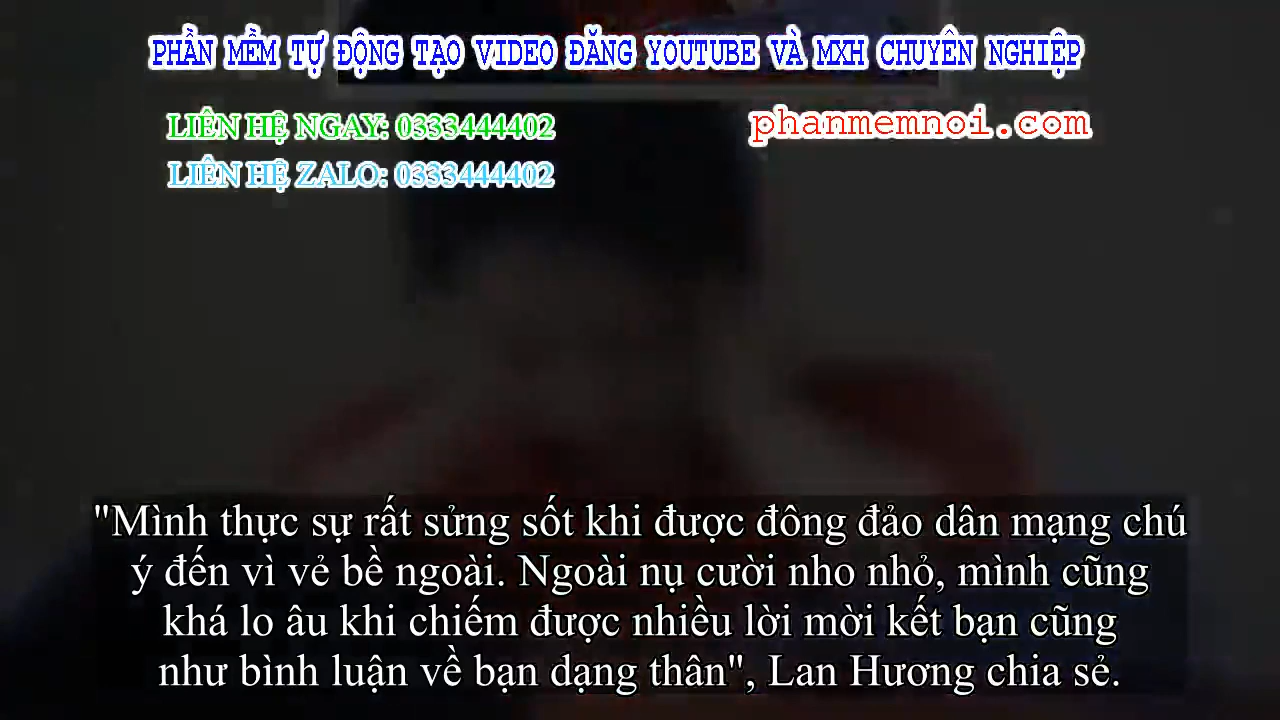 PHẦN MỀM TỰ ĐỘNG TẠO VIDEO ĐĂNG YOUTUBE VÀ MXH CHUYÊN NGHIỆP
LIÊN HỆ NGAY: 0333444402
phanmemnoi.com
LIÊN HỆ ZALO: 0333444402
"Mình thực sự rất sửng sốt khi được đông đảo dân mạng chú
ý đến vì vẻ bề ngoài. Ngoài nụ cười nho nhỏ, mình cũng
khá lo âu khi chiếm được nhiều lời mời kết bạn cũng
như bình luận về bạn dạng thân", Lan Hương chia sẻ.